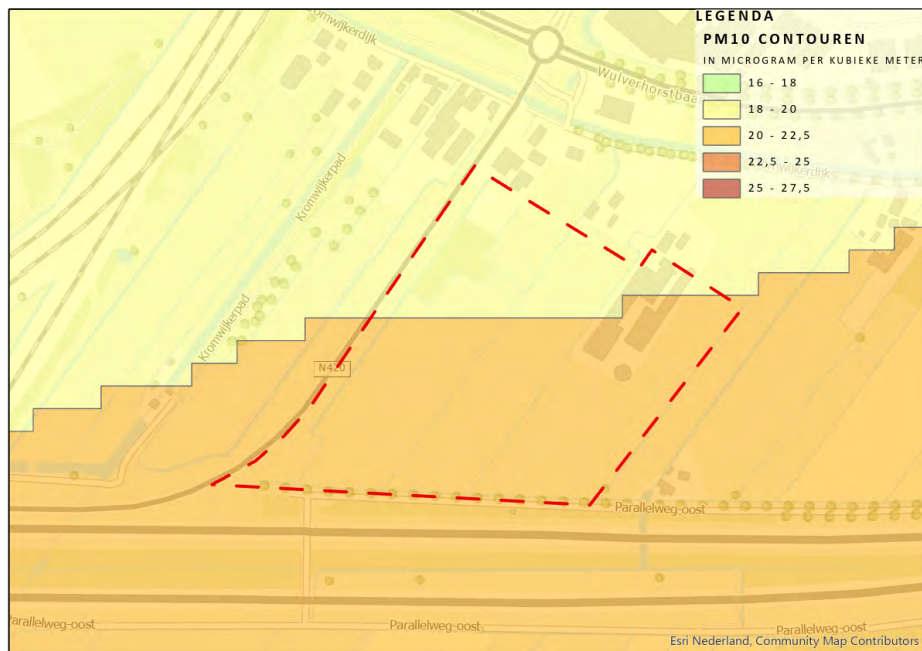 LEGENDA
PM10 CONTOUREN
IN MICROGRAM PER KUBIEKE METER
16 - 18
18 - 20
20 - 22,5
22,5 - 25
25 - 27,5
Kromwijkerdijk
Wulverhorstbaan
Kromwijkerpad
Kromwijkerpad
N420
Parallelweg-oost
Parallelweg-oost
Parallelweg-oost
Parallelweg-oost
Esri Nederland, Community Map Contributors